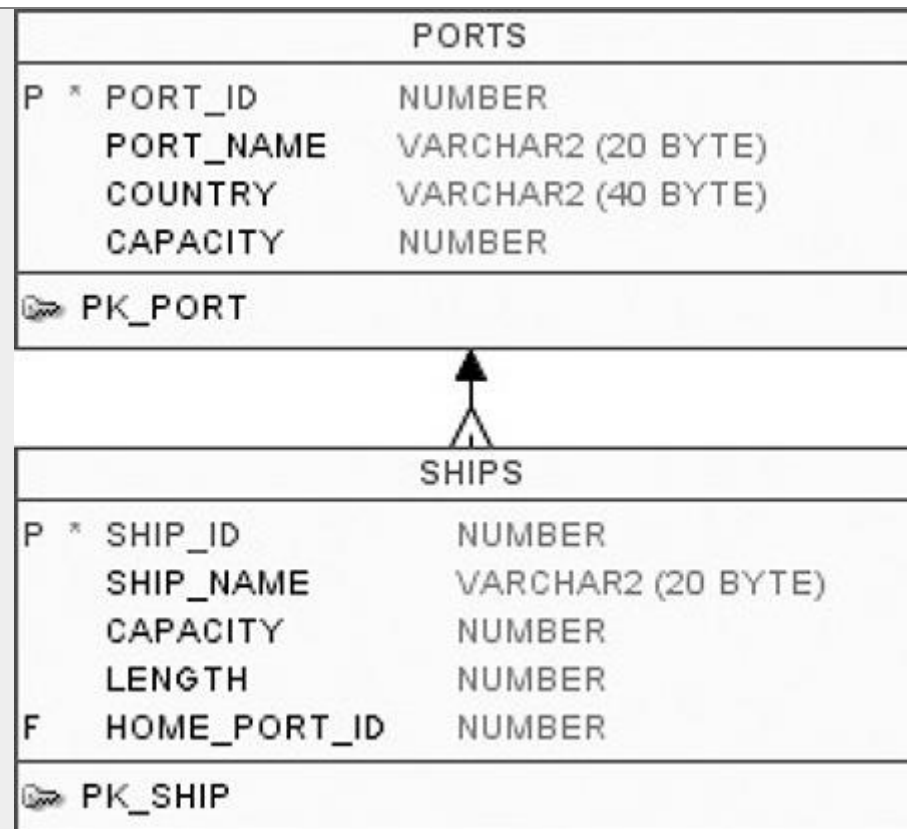 PORTS
P * PORT_ID NUMBER
PORT_NAME VARCHAR2 (20 BYTE)
COUNTRY VARCHAR2 (40 BYTE)
CAPACITY NUMBER
PK_PORT
SHIPS
P * SHIP_ID NUMBER
SHIP_NAME VARCHAR2 (20 BYTE)
CAPACITY NUMBER
LENGTH NUMBER
F HOME_PORT_ID NUMBER
PK_SHIP